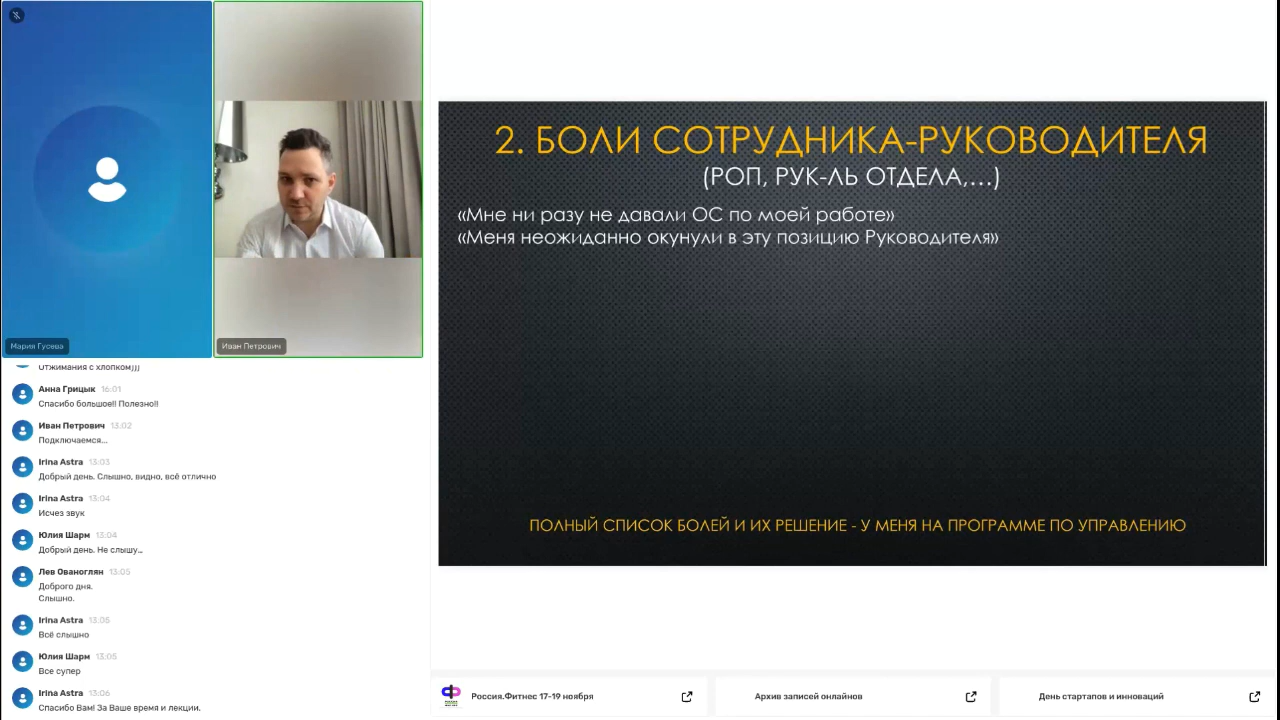 Мария Гусева
Иван Петрович
Отжимания с хлопком)))
Анна Грицык 16:01
Спасибо большое!! Полезно!!
Иван Петрович 13:02
Подключаемся...
Irina Astra 13:03
Добрый день. Слышно, видно, всё отлично
Irina Astra 13:04
Исчез звук
Юлия Шарм 13:04
Добрый день. Не слышу...
Лев Ованоглян 13:05
Доброго дня.
Слышно.
Irina Astra 13:05
Всё слышно
Юлия Шарм 13:05
Все супер
Irina Astra 13:06
Спасибо Вам! За Ваше время и лекции.
2. БОЛИ СОТРУДНИКА-РУКОВОДИТЕЛЯ
(РОП, РУК-ЛЬ ОТДЕЛА,...)
«Мне ни разу не давали ОС по моей работе»
«Меня неожиданно окунули в эту позицию Руководителя»
ПОЛНЫЙ СПИСОК БОЛЕЙ И ИХ РЕШЕНИЕ - У МЕНЯ НА ПРОГРАММЕ ПО УПРАВЛЕНИЮ
Россия.Фитнес 17-19 ноября
Архив записей онлайнов
День стартапов и инноваций